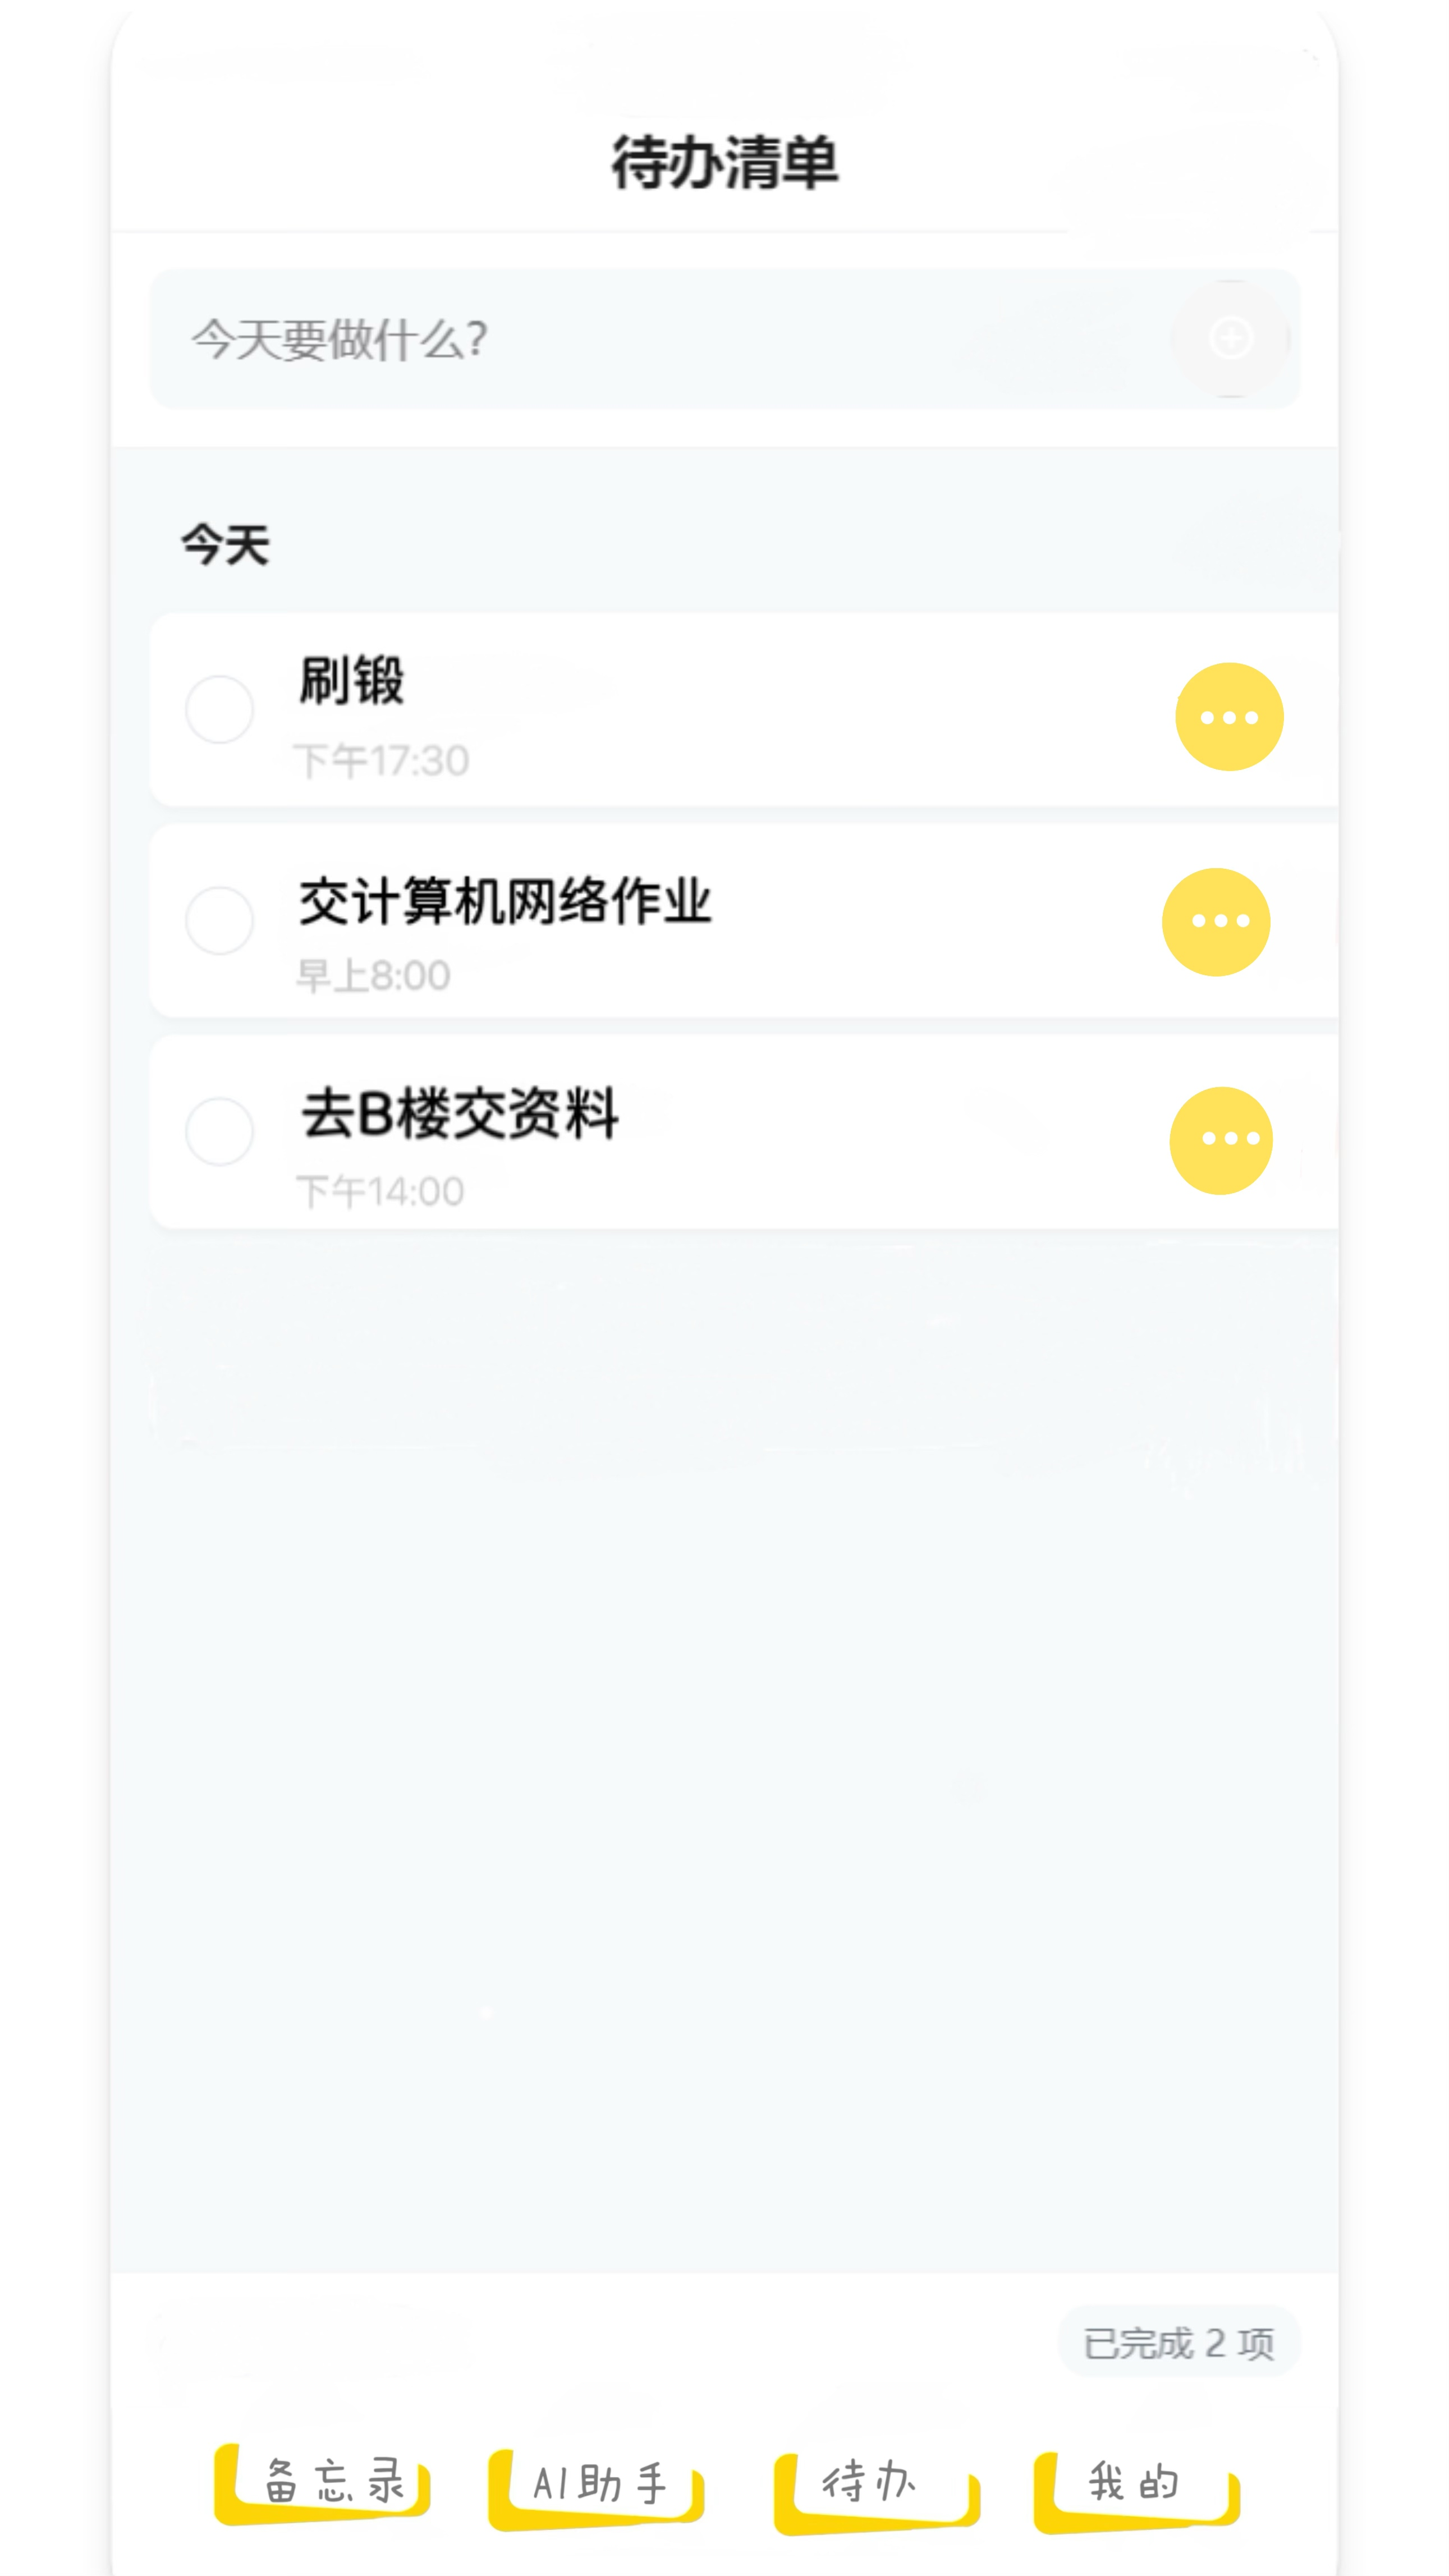 待办清单
今天要做什么?
今天
刷锻
下午17:30
交计算机网络作业
早上8:00
去B楼交资料
下午14:00
已完成 2 项
备忘录 AI助手 待办 我的